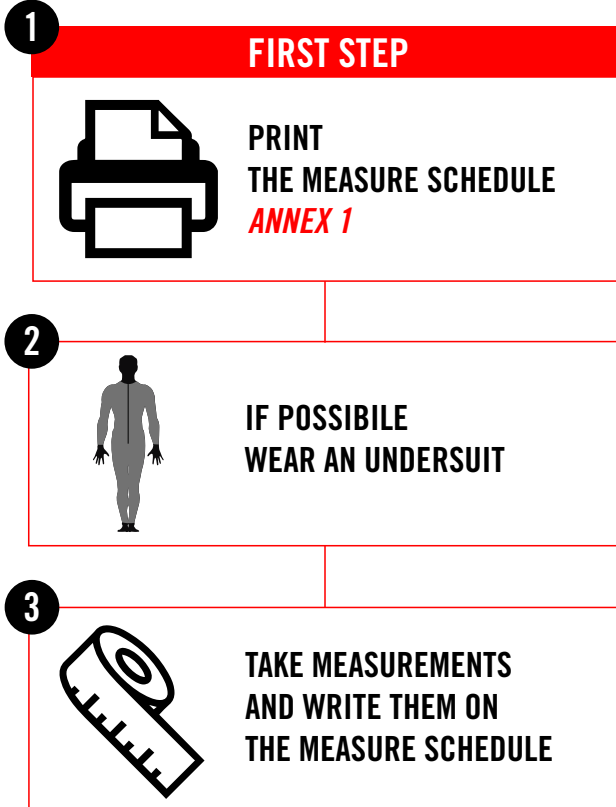 1
FIRST STEP
PRINT
THE MEASURE SCHEDULE
ANNEX 1
2
IF POSSIBILE
WEAR AN UNDERSUIT
3
TAKE MEASUREMENTS
AND WRITE THEM ON
THE MEASURE SCHEDULE